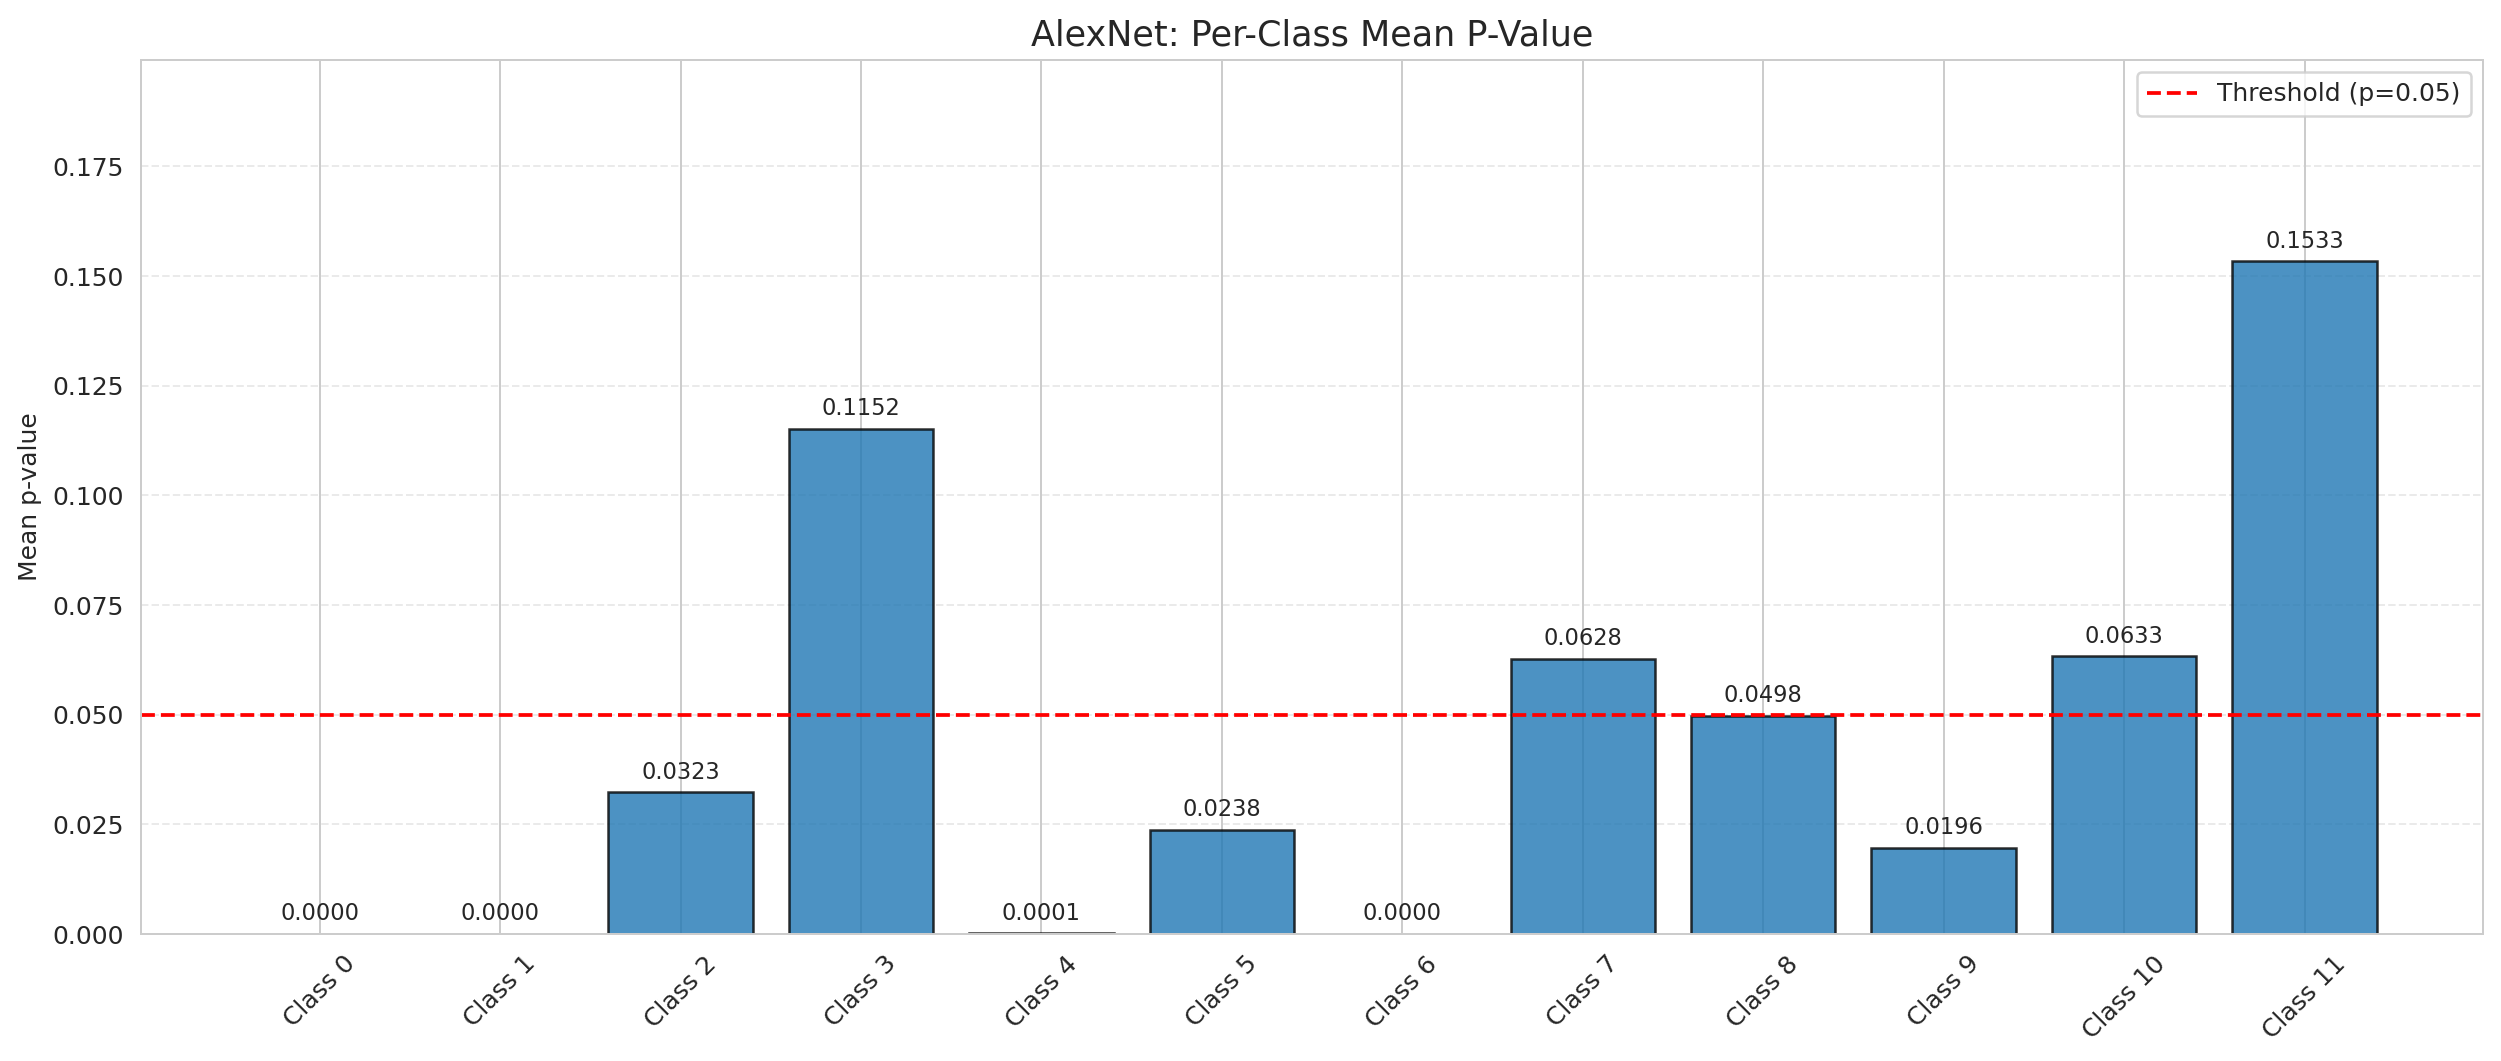 AlexNet: Per-Class Mean P-Value
Threshold (p=0.05)
Mean p-value
0.175
0.150
0.125
0.100
0.075
0.050
0.025
0.000
0.0000
0.0000
0.0323
0.1152
0.0001
0.0238
0.0000
0.0628
0.0498
0.0196
0.0633
0.1533
Class 0
Class 1
Class 2
Class 3
Class 4
Class 5
Class 6
Class 7
Class 8
Class 9
Class 10
Class 11